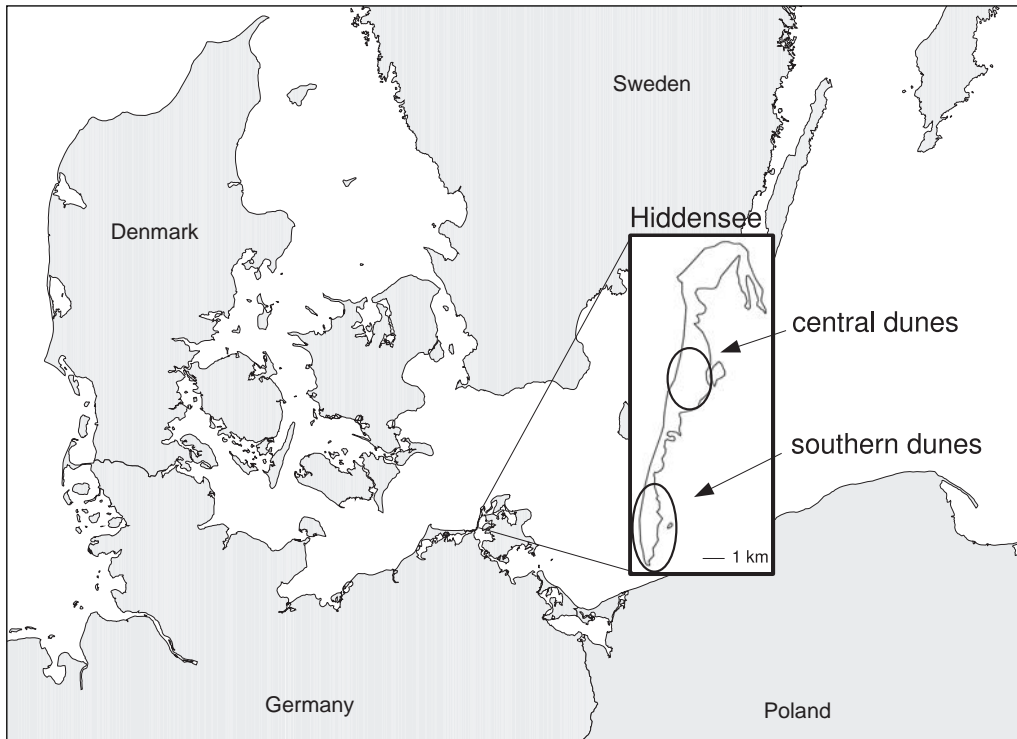 Sweden
Hiddensee
Denmark
central dunes
southern dunes
1 km
Germany
Poland